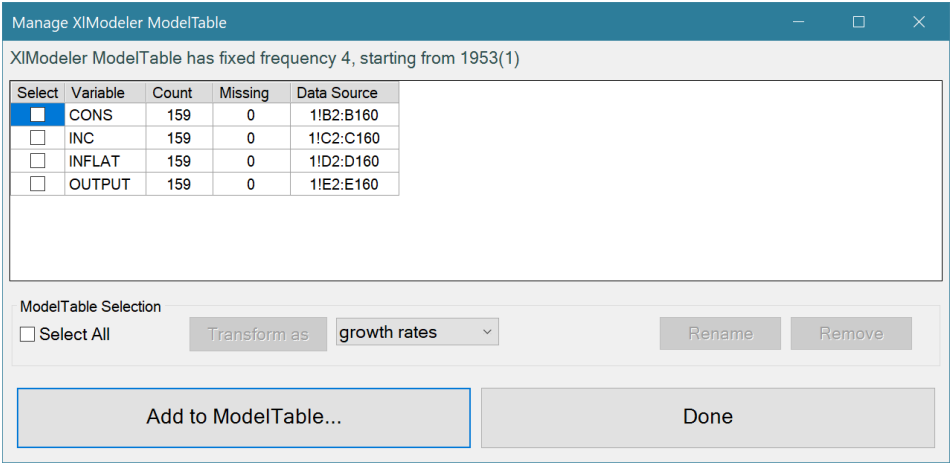 Manage XlModeler ModelTable
XlModeler ModelTable has fixed frequency 4, starting from 1953(1)
Select Variable Count Missing Data Source
CONS 159 0 1!B2:B160
INC 159 0 1!C2:C160
INFLAT 159 0 1!D2:D160
OUTPUT 159 0 1!E2:E160
ModelTable Selection
Select All Transform as growth rates Rename Remove
Add to ModelTable... Done